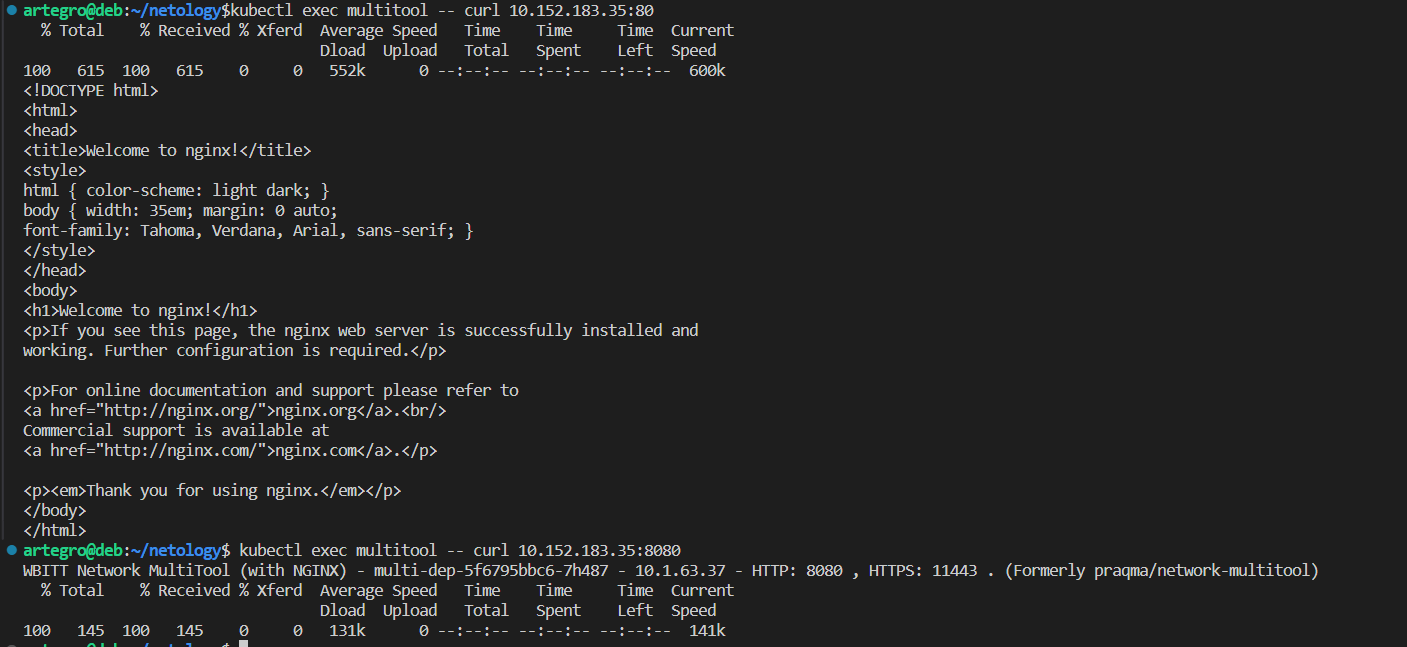 artegro@deb:~/netology$kubectl exec multitool -- curl 10.152.183.35:80
  % Total    % Received % Xferd  Average Speed   Time    Time     Time  Current
                                 Dload  Upload   Total   Spent    Left  Speed
100   615  100   615    0     0   552k      0 --:--:-- --:--:-- --:--:--  600k
<!DOCTYPE html>
<html>
<head>
<title>Welcome to nginx!</title>
<style>
html { color-scheme: light dark; }
body { width: 35em; margin: 0 auto;
font-family: Tahoma, Verdana, Arial, sans-serif; }
</style>
</head>
<body>
<h1>Welcome to nginx!</h1>
<p>If you see this page, the nginx web server is successfully installed and
working. Further configuration is required.</p>

<p>For online documentation and support please refer to
<a href="http://nginx.org/">nginx.org</a>.<br/>
Commercial support is available at
<a href="http://nginx.com/">nginx.com</a>.</p>

<p><em>Thank you for using nginx.</em></p>
</body>
</html>
artegro@deb:~/netology$ kubectl exec multitool -- curl 10.152.183.35:8080
WBITT Network MultiTool (with NGINX) - multi-dep-5f6795bbc6-7h487 - 10.1.63.37 - HTTP: 8080 , HTTPS: 11443 . (Formerly praqma/network-multitool)
  % Total    % Received % Xferd  Average Speed   Time    Time     Time  Current
                                 Dload  Upload   Total   Spent    Left  Speed
100   145  100   145    0     0   131k      0 --:--:-- --:--:-- --:--:--  141k